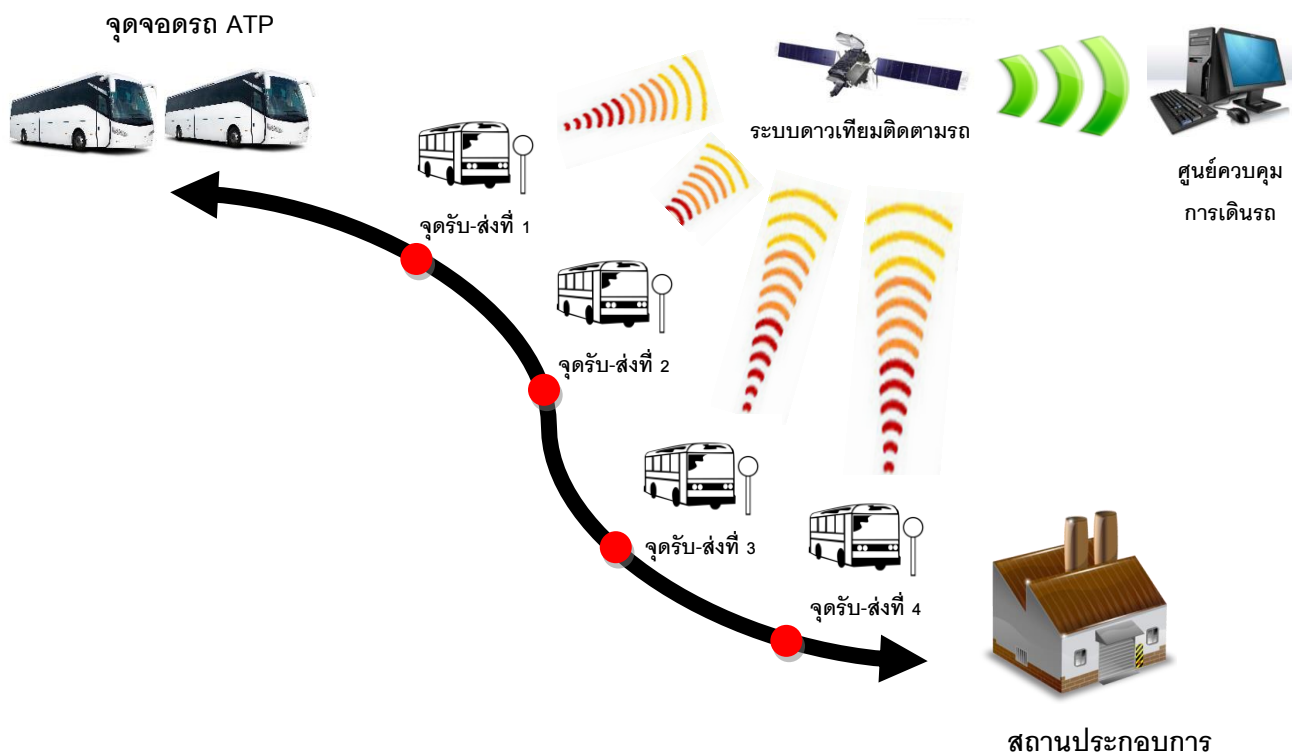 จุดจอดรถ ATP
ระบบดาวเทียมติดตามรถ
ศูนย์ควบคุม
การเดินรถ
จุดรับ-ส่งที่ 1
จุดรับ-ส่งที่ 2
จุดรับ-ส่งที่ 3
จุดรับ-ส่งที่ 4
สถานประกอบการ